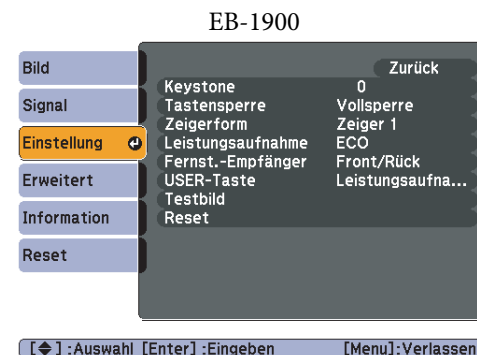 EB-1900
Zurück
Bild
Signal
Einstellung
Erweitert
Information
Reset
Keystone 0
Tastensperre Vollsperre
Zeigerform Zeiger 1
Leistungsaufnahme ECO
Fernst.-Empfänger Front/Rück
USER-Taste Leistungsaufna...
Testbild
Reset
[◆] :Auswahl [Enter] :Eingeben [Menu]:Verlassen